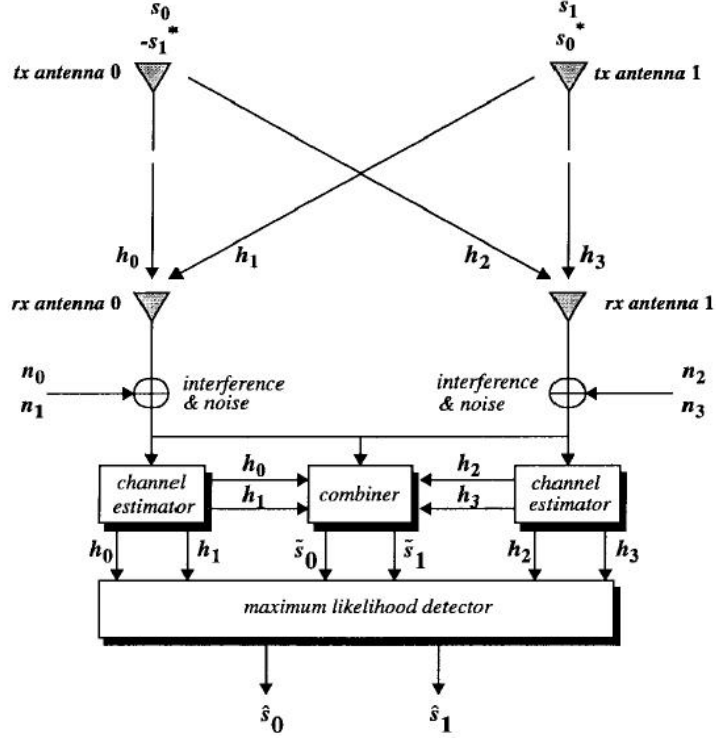 s₀ s₁
-s₁* s₀*
tx antenna 0 tx antenna 1
h₀ h₁ h₂ h₃
rx antenna 0 rx antenna 1
n₀ interference interference n₂
n₁ & noise & noise n₃
channel estimator h₀ h₁ combiner h₂ h₃ channel estimator
h₀ h₁ s̃₀ s̃₁ h₂ h₃
maximum likelihood detector
ŝ₀ ŝ₁